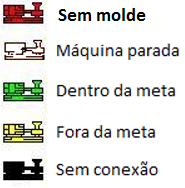 Sem molde
Máquina parada
Dentro da meta
Fora da meta
Sem conexão